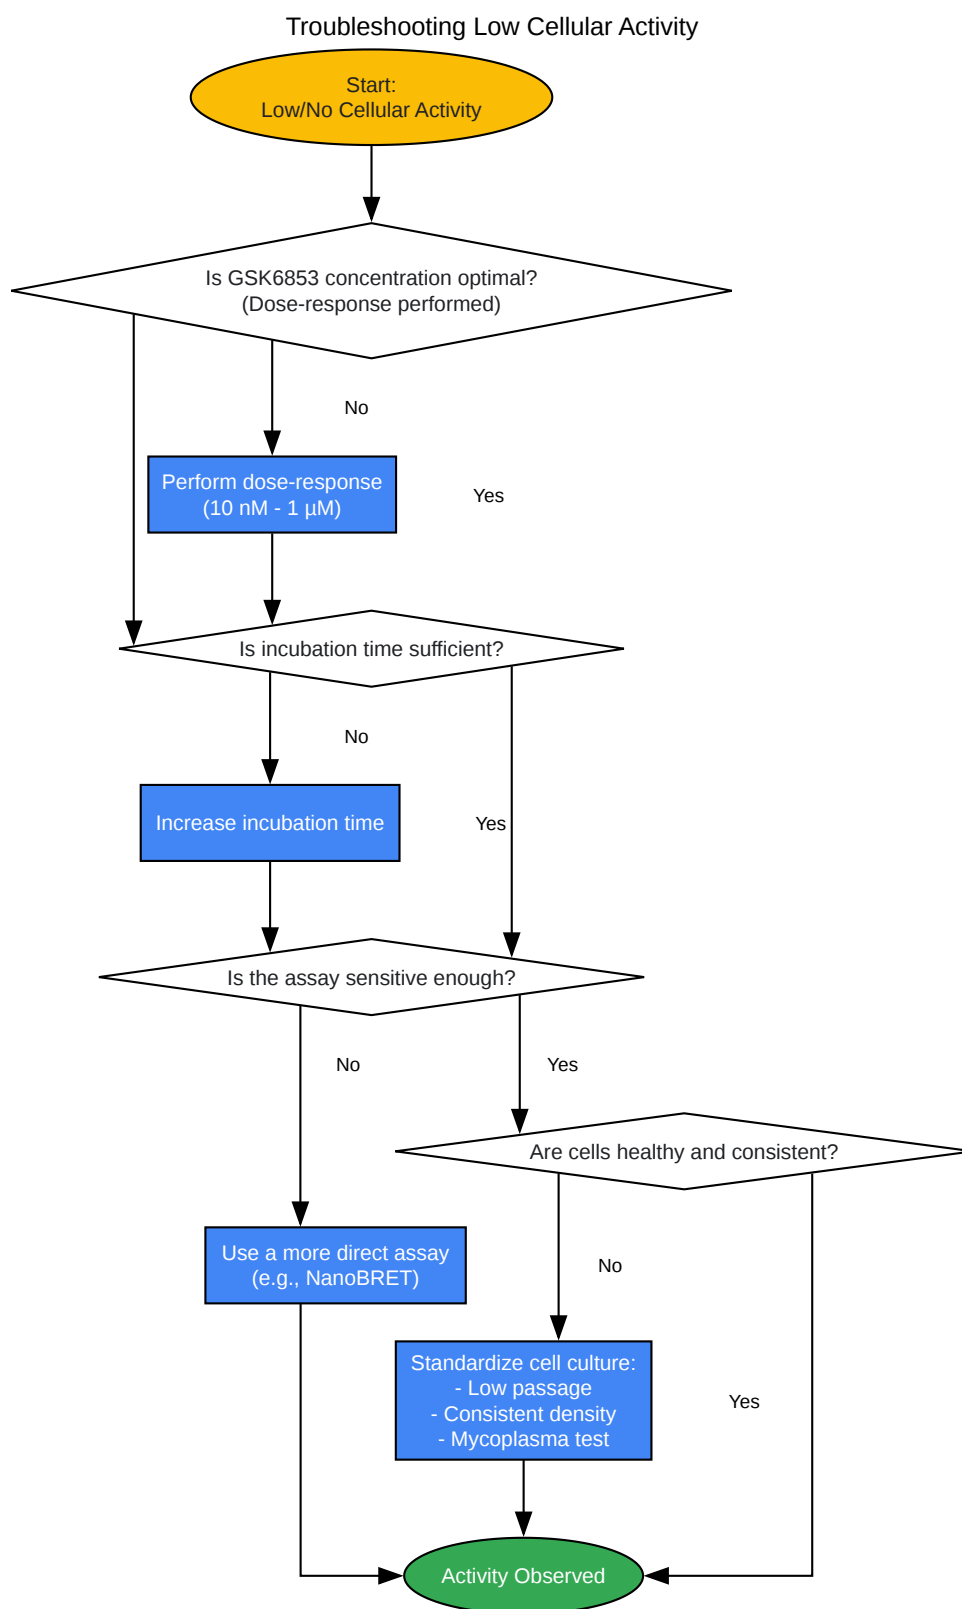 Troubleshooting Low Cellular Activity
Start:
Low/No Cellular Activity
Is GSK6853 concentration optimal?
(Dose-response performed)
No
Perform dose-response
(10 nM - 1 µM)
Yes
Is incubation time sufficient?
No
Increase incubation time
Yes
Is the assay sensitive enough?
No
Yes
Are cells healthy and consistent?
Use a more direct assay
(e.g., NanoBRET)
No
Standardize cell culture:
- Low passage
- Consistent density
- Mycoplasma test
Yes
Activity Observed